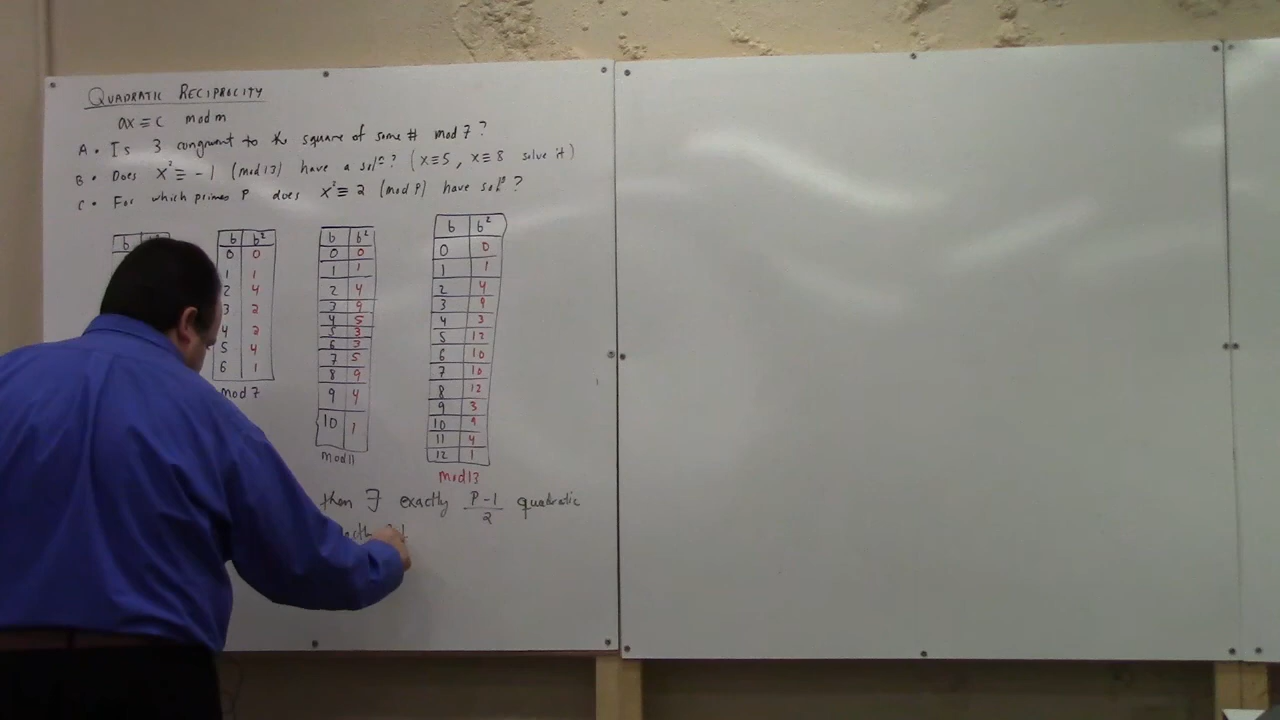 QUADRATIC RECIPROCITY
ax ≡ c mod m
A • Is 3 congruent to the square of some # mod 7?
B • Does x² ≡ -1 (mod 13) have a solⁿ? (x≡5, x≡8 solve it)
C • For which primes P does x² ≡ 2 (mod P) have solⁿ?
b
b b²
0 0
1 1
2 4
3 2
4 2
5 4
6 1
mod 7
b b²
0 0
1 1
2 4
3 9
4 5
5 3
6 3
7 5
8 9
9 4
10 1
mod 11
b b²
0 0
1 1
2 4
3 9
4 3
5 12
6 10
7 10
8 12
9 3
10 9
11 4
12 1
mod 13
then ∃ exactly (P-1)/2 quadratic